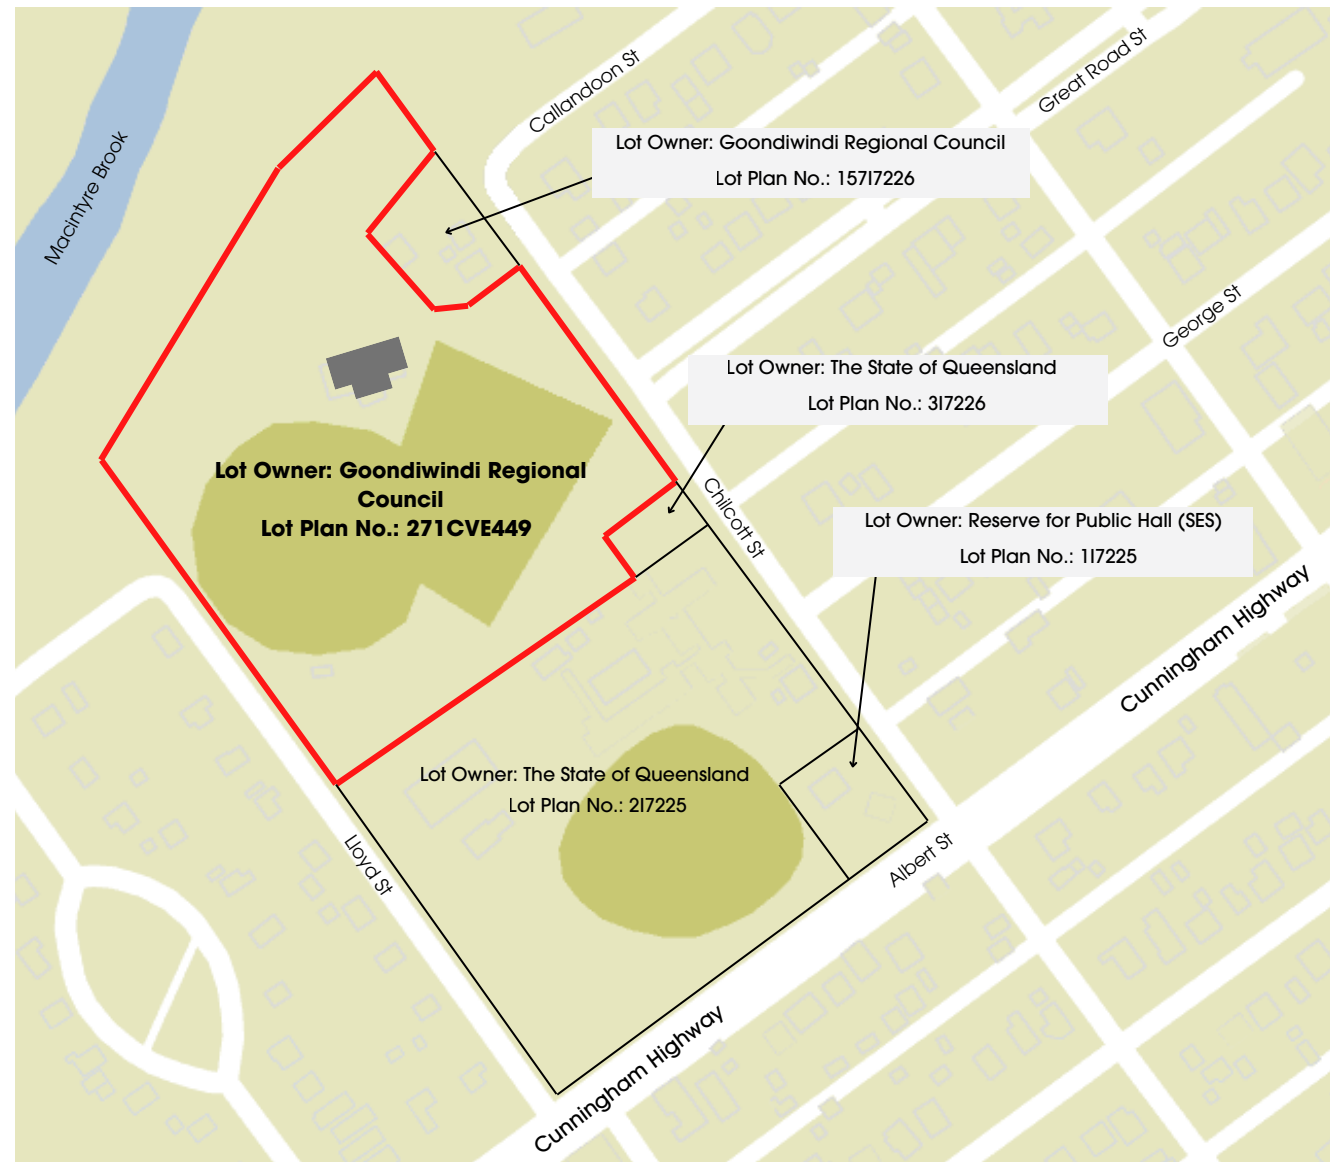 Macintyre Brook
Callandoon St
Great Road St
Lot Owner: Goondiwindi Regional Council
Lot Plan No.: 157I7226
George St
Lot Owner: The State of Queensland
Lot Plan No.: 3I7226
Lot Owner: Goondiwindi Regional
Council
Lot Plan No.: 271CVE449
Chilcott St
Lot Owner: Reserve for Public Hall (SES)
Lot Plan No.: 1I7225
Cunningham Highway
Lot Owner: The State of Queensland
Lot Plan No.: 2I7225
Lloyd St
Albert St
Cunningham Highway